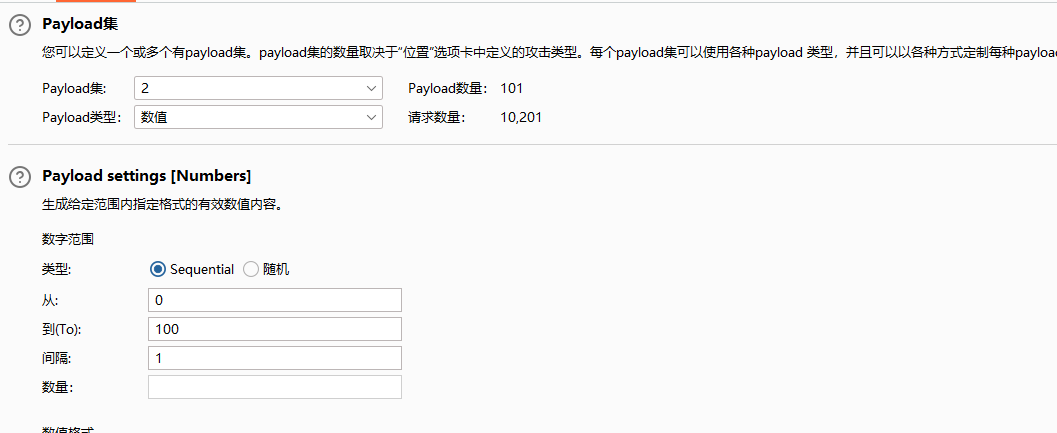 Payload集
您可以定义一个或多个有payload集。payload集的数量取决于“位置”选项卡中定义的攻击类型。每个payload集可以使用各种payload 类型，并且可以以各种方式定制每种payload
Payload集: 2 Payload数量: 101
Payload类型: 数值 请求数量: 10,201
Payload settings [Numbers]
生成给定范围内指定格式的有效数值内容。
数字范围
类型: Sequential 随机
从: 0
到(To): 100
间隔: 1
数量:
数值格式